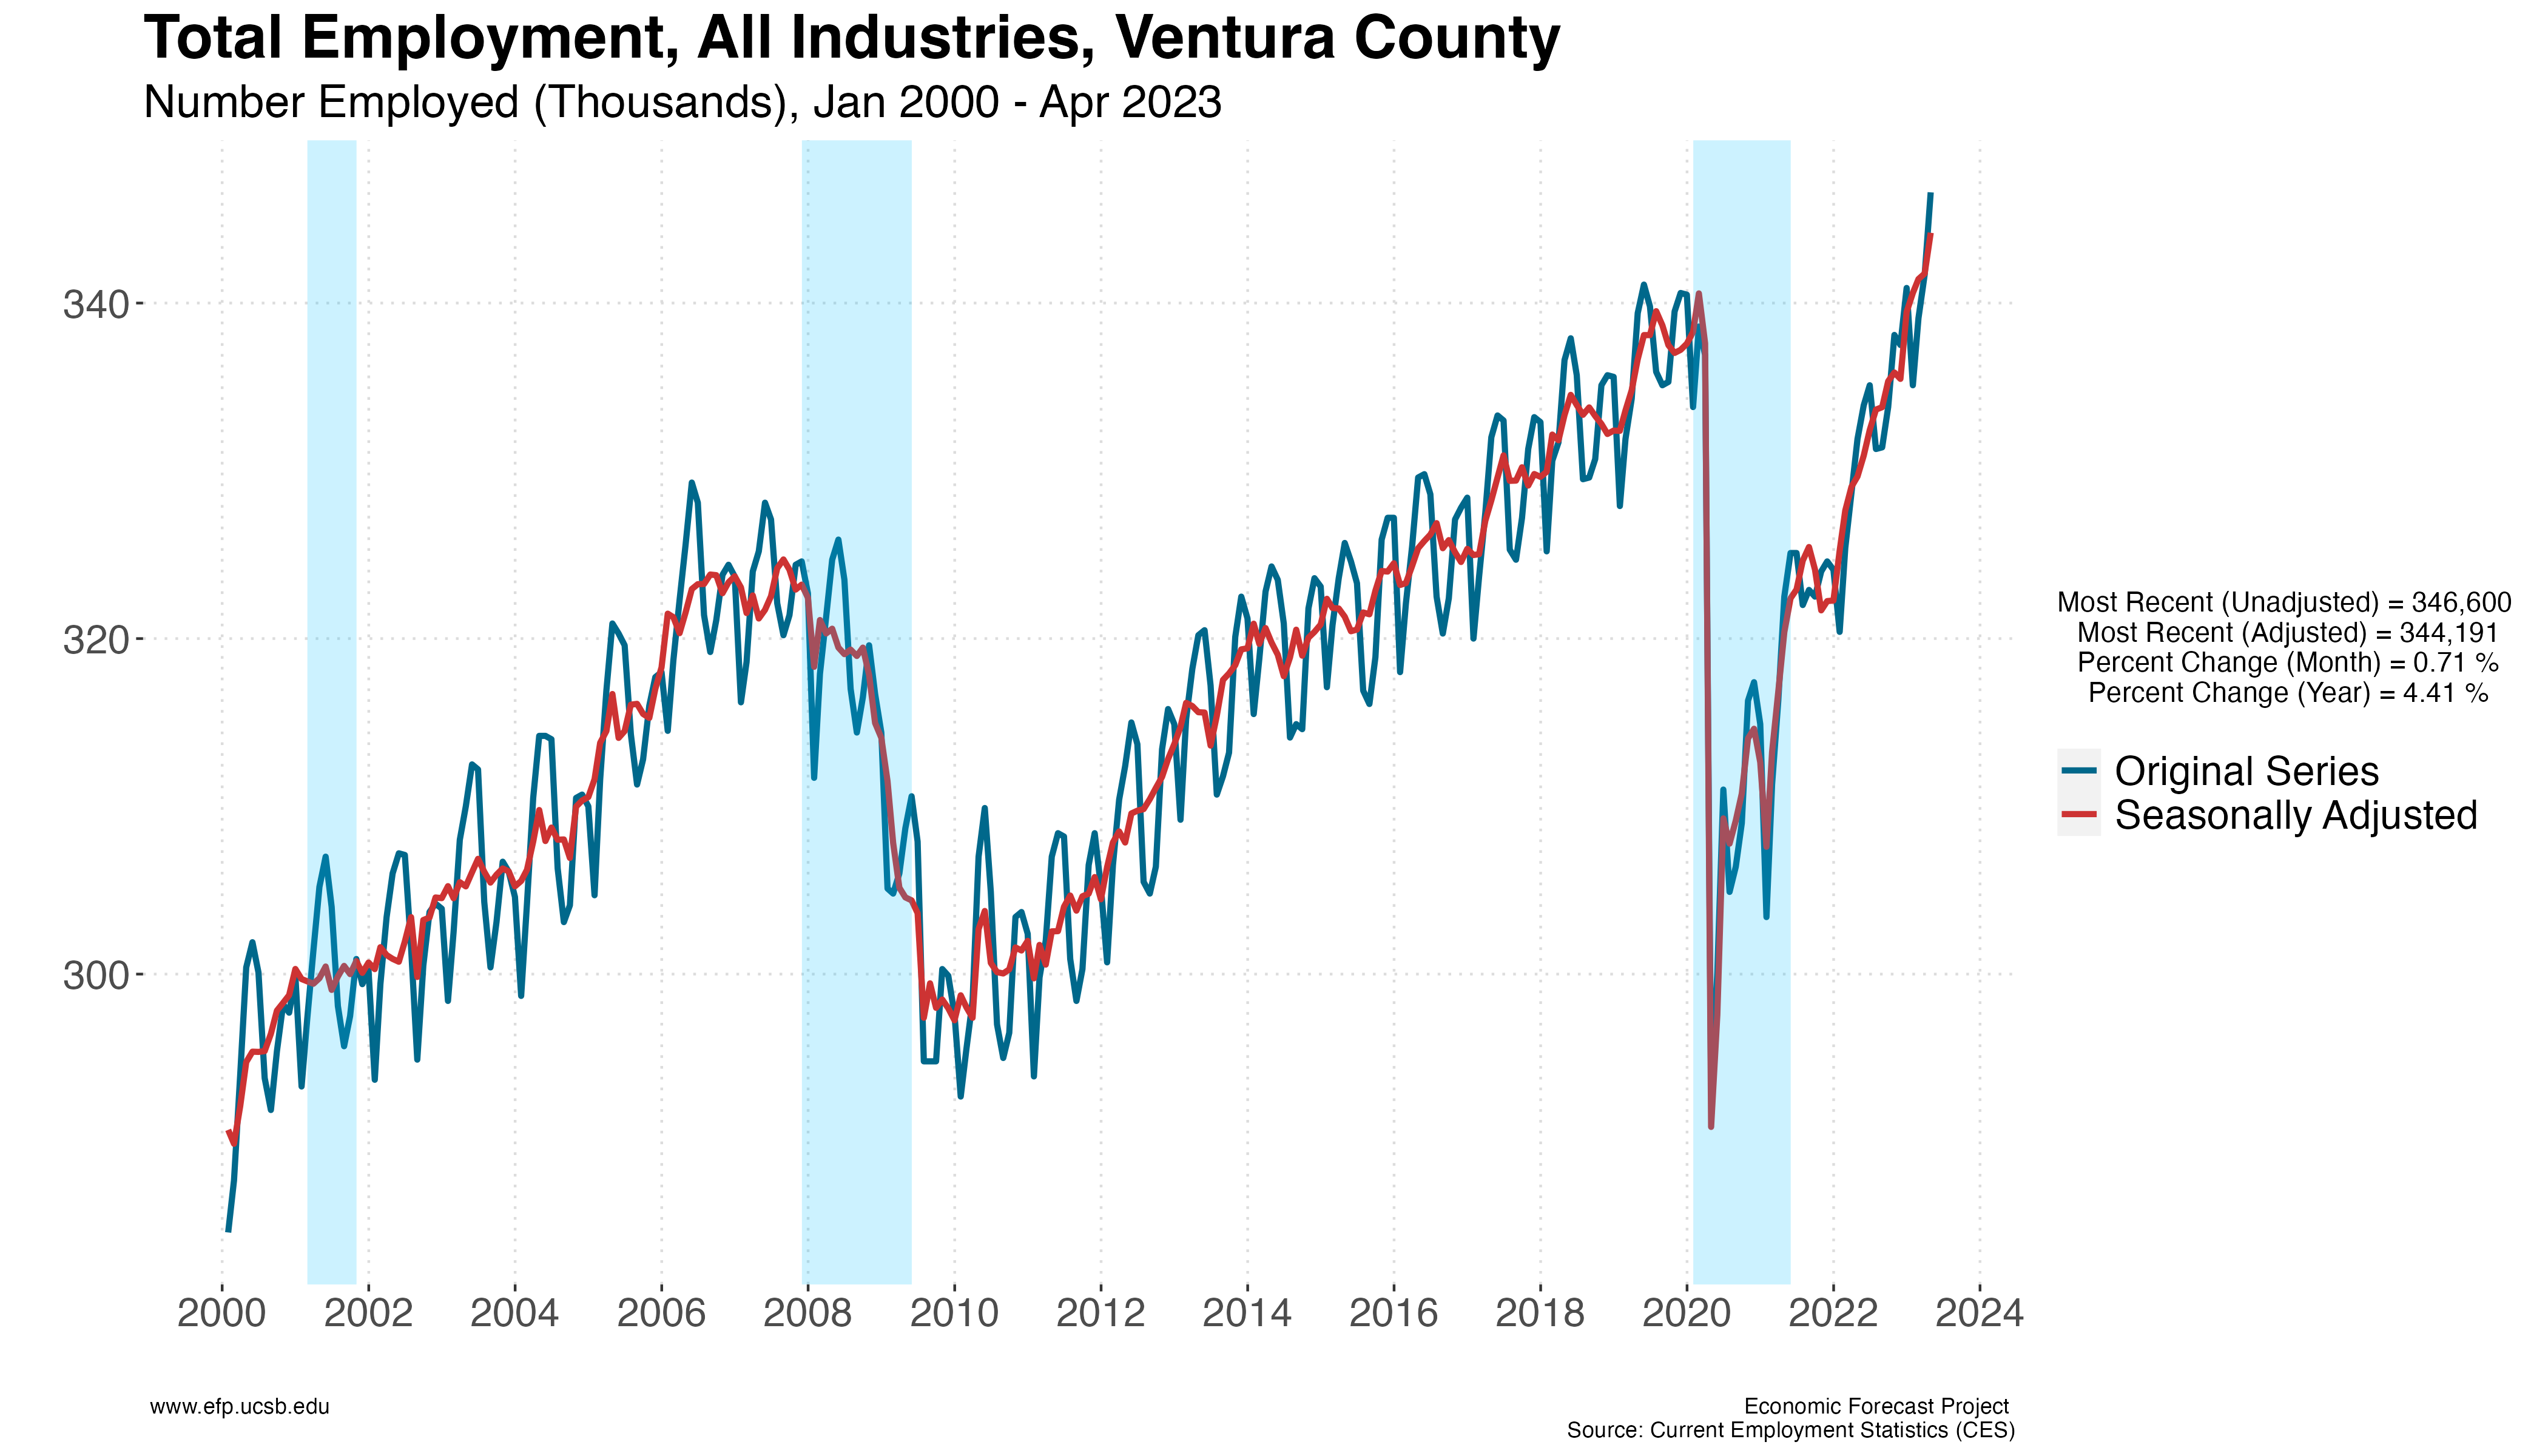 Total Employment, All Industries, Ventura County
Number Employed (Thousands), Jan 2000 - Apr 2023
340
320
300
2000 2002 2004 2006 2008 2010 2012 2014 2016 2018 2020 2022 2024
Most Recent (Unadjusted) = 346,600
Most Recent (Adjusted) = 344,191
Percent Change (Month) = 0.71 %
Percent Change (Year) = 4.41 %
Original Series
Seasonally Adjusted
www.efp.ucsb.edu
Economic Forecast Project
Source: Current Employment Statistics (CES)